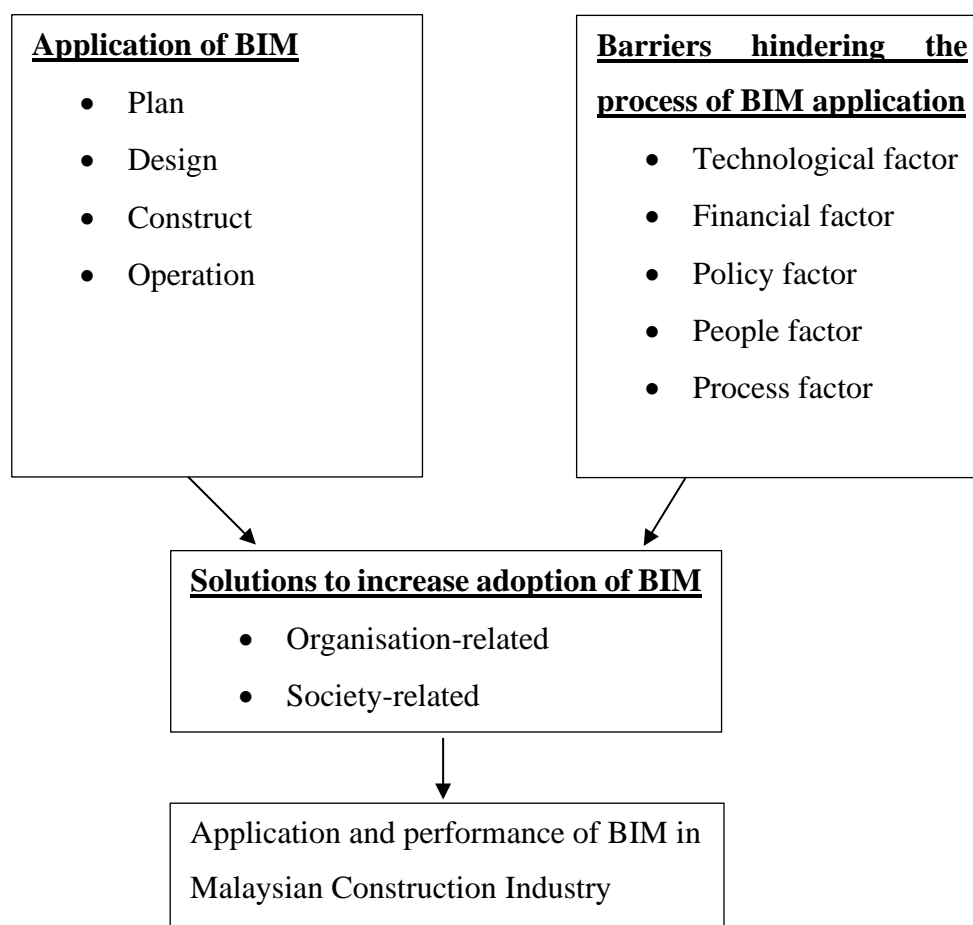 Application of BIM
• Plan
• Design
• Construct
• Operation
Barriers hindering the
process of BIM application
• Technological factor
• Financial factor
• Policy factor
• People factor
• Process factor
Solutions to increase adoption of BIM
• Organisation-related
• Society-related
Application and performance of BIM in
Malaysian Construction Industry